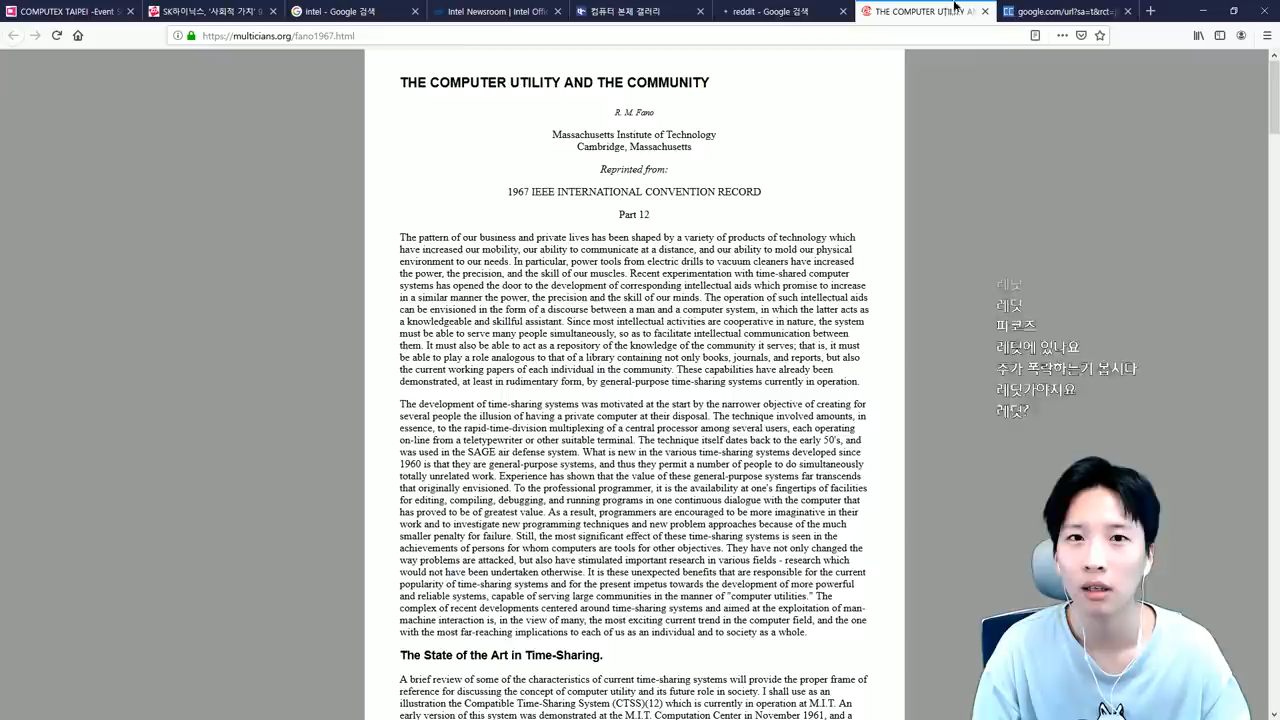 COMPUTEX TAIPEI -Event S
SK하이닉스, '사회적 가치' 9
intel - Google 검색
Intel Newsroom | Intel Offic
컴퓨터 본체 갤러리
reddit - Google 검색
THE COMPUTER UTILITY AN
google.com/url?sa=t&rct=j
https://multicians.org/fano1967.html
THE COMPUTER UTILITY AND THE COMMUNITY
R. M. Fano
Massachusetts Institute of Technology
Cambridge, Massachusetts
Reprinted from:
1967 IEEE INTERNATIONAL CONVENTION RECORD
Part 12
The pattern of our business and private lives has been shaped by a variety of products of technology which
have increased our mobility, our ability to communicate at a distance, and our ability to mold our physical
environment to our needs. In particular, power tools from electric drills to vacuum cleaners have increased
the power, the precision, and the skill of our muscles. Recent experimentation with time-shared computer
systems has opened the door to the development of corresponding intellectual aids which promise to increase
in a similar manner the power, the precision and the skill of our minds. The operation of such intellectual aids
can be envisioned in the form of a discourse between a man and a computer system, in which the latter acts as
a knowledgeable and skillful assistant. Since most intellectual activities are cooperative in nature, the system
must be able to serve many people simultaneously, so as to facilitate intellectual communication between
them. It must also be able to act as a repository of the knowledge of the community it serves; that is, it must
be able to play a role analogous to that of a library containing not only books, journals, and reports, but also
the current working papers of each individual in the community. These capabilities have already been
demonstrated, at least in rudimentary form, by general-purpose time-sharing systems currently in operation.
The development of time-sharing systems was motivated at the start by the narrower objective of creating for
several people the illusion of having a private computer at their disposal. The technique involved amounts, in
essence, to the rapid-time-division multiplexing of a central processor among several users, each operating
on-line from a teletypewriter or other suitable terminal. The technique itself dates back to the early 50's, and
was used in the SAGE air defense system. What is new in the various time-sharing systems developed since
1960 is that they are general-purpose systems, and thus they permit a number of people to do simultaneously
totally unrelated work. Experience has shown that the value of these general-purpose systems far transcends
that originally envisioned. To the professional programmer, it is the availability at one's fingertips of facilities
for editing, compiling, debugging, and running programs in one continuous dialogue with the computer that
has proved to be of greatest value. As a result, programmers are encouraged to be more imaginative in their
work and to investigate new programming techniques and new problem approaches because of the much
smaller penalty for failure. Still, the most significant effect of these time-sharing systems is seen in the
achievements of persons for whom computers are tools for other objectives. They have not only changed the
way problems are attacked, but also have stimulated important research in various fields - research which
would not have been undertaken otherwise. It is these unexpected benefits that are responsible for the current
popularity of time-sharing systems and for the present impetus towards the development of more powerful
and reliable systems, capable of serving large communities in the manner of "computer utilities." The
complex of recent developments centered around time-sharing systems and aimed at the exploitation of man-
machine interaction is, in the view of many, the most exciting current trend in the computer field, and the one
with the most far-reaching implications to each of us as an individual and to society as a whole.
The State of the Art in Time-Sharing.
A brief review of some of the characteristics of current time-sharing systems will provide the proper frame of
reference for discussing the concept of computer utility and its future role in society. I shall use as an
illustration the Compatible Time-Sharing System (CTSS)(12) which is currently in operation at M.I.T. An
early version of this system was demonstrated at the M.I.T. Computation Center in November 1961, and a
레딧
레딧
파코즈
레딧에 있나요
주가 폭락하는기 봅시다
레딧가야지요
레딧?